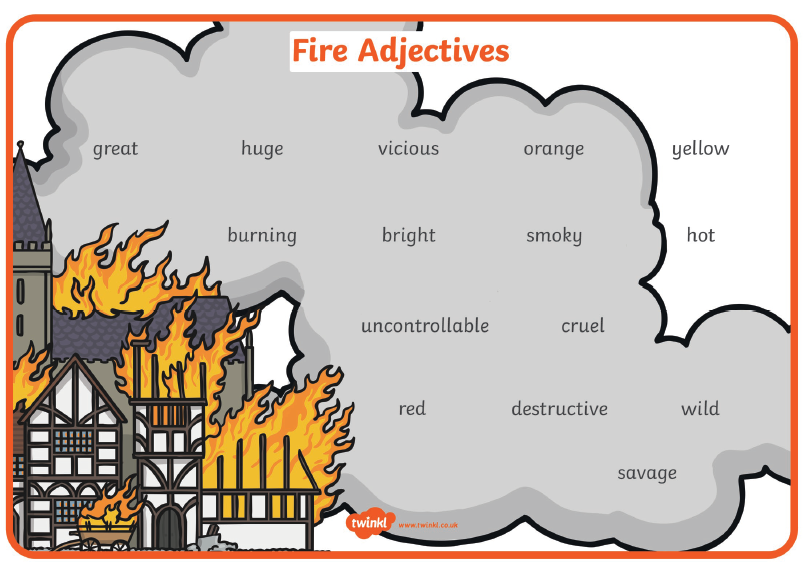 Fire Adjectives
great huge vicious orange yellow
burning bright smoky hot
uncontrollable cruel
red destructive wild
savage
twinkl www.twinkl.co.uk